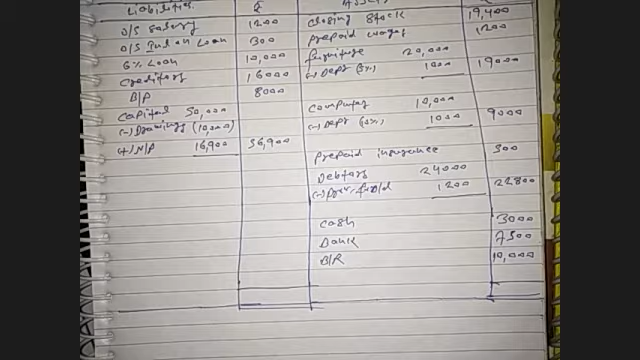 Liabilities ₹
O/S Salary 1200
O/S Int. on Loan 300
6% Loan 10,000
Creditors 16000
B/P 8000
Capital 50,000
(-) Drawings (10,000)
(+) N/P 16,900 56,900
Closing Stock 19,400
prepaid wages 1200
furniture 20,000
(-) Depr (5%) 1000 19000
Computer 10,000
(-) Depr (10%) 1000 9000
prepaid insurance 500
Debtors 24000
(-) Prov. for D/d 1200 22800
Cash 3000
Bank 7500
B/R 10,000